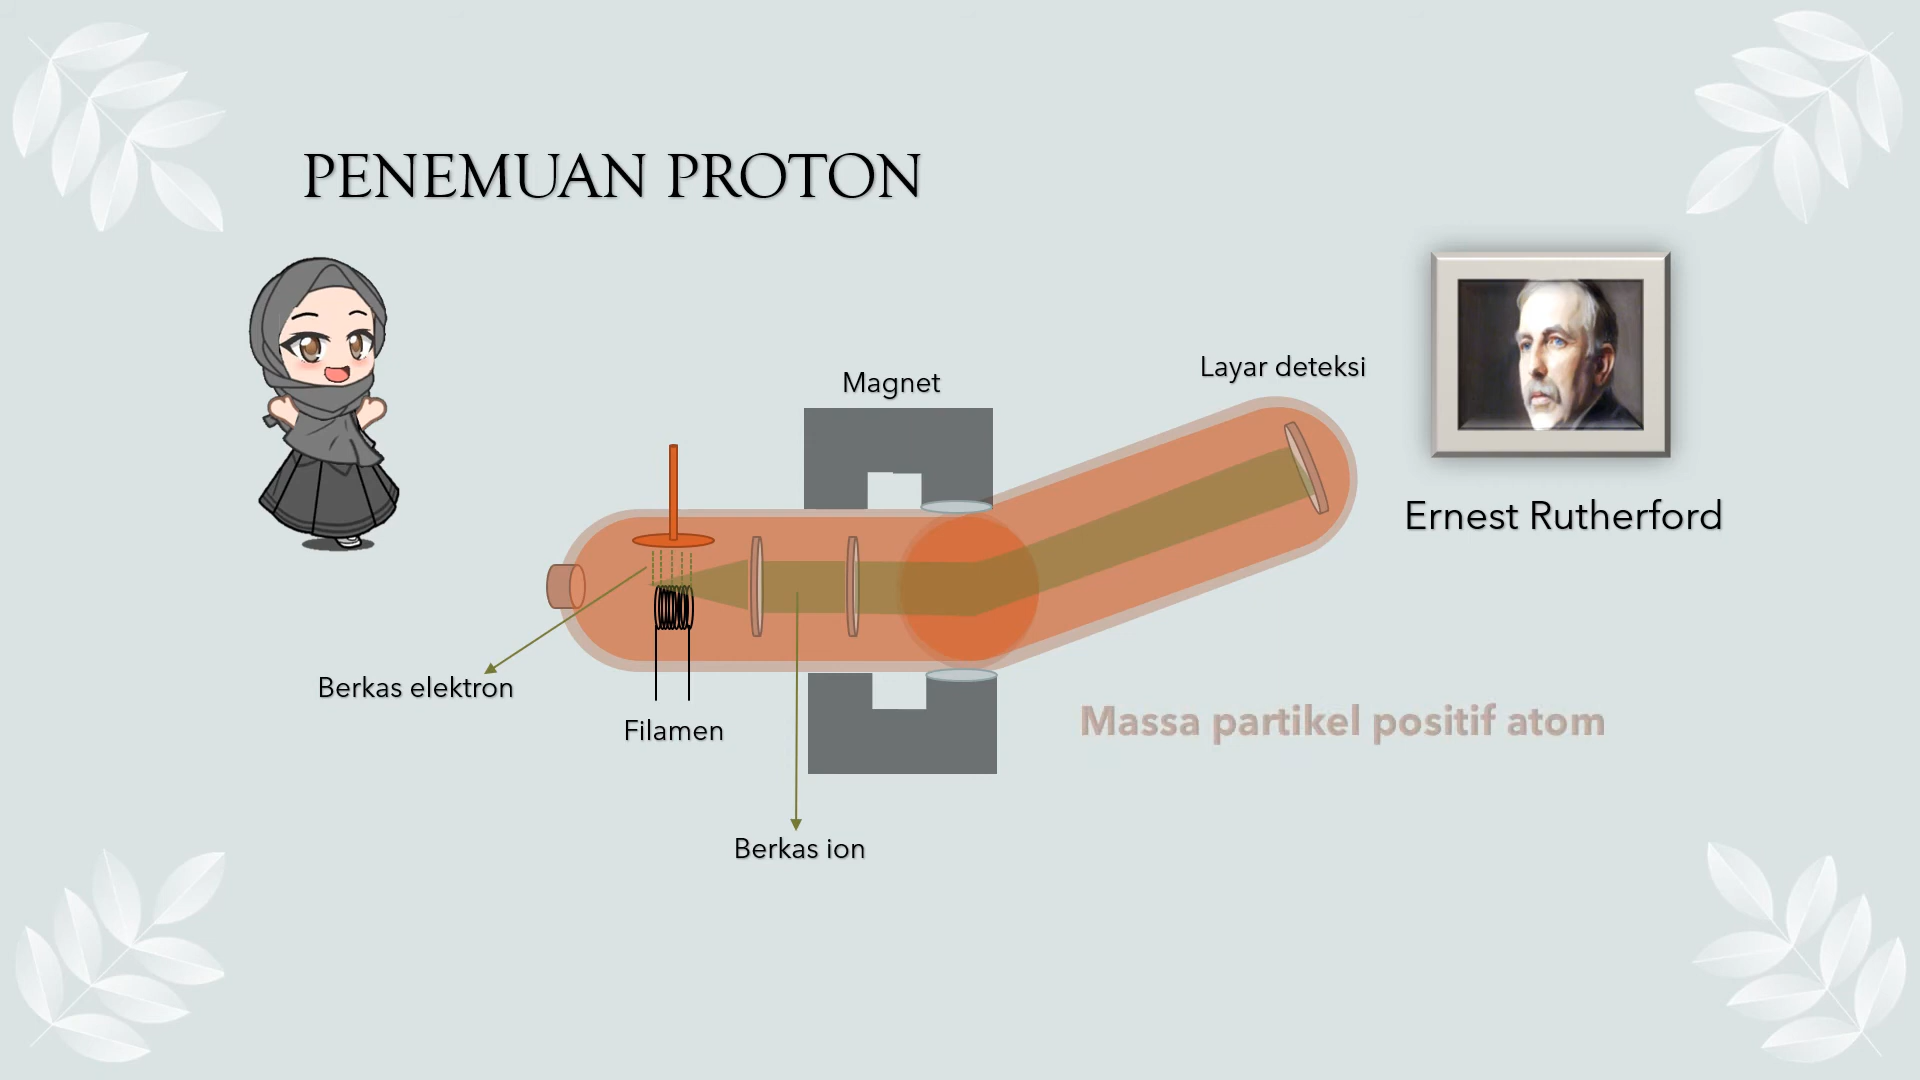 PENEMUAN PROTON
Layar deteksi
Magnet
Ernest Rutherford
Berkas elektron
Filamen
Massa partikel positif atom
Berkas ion